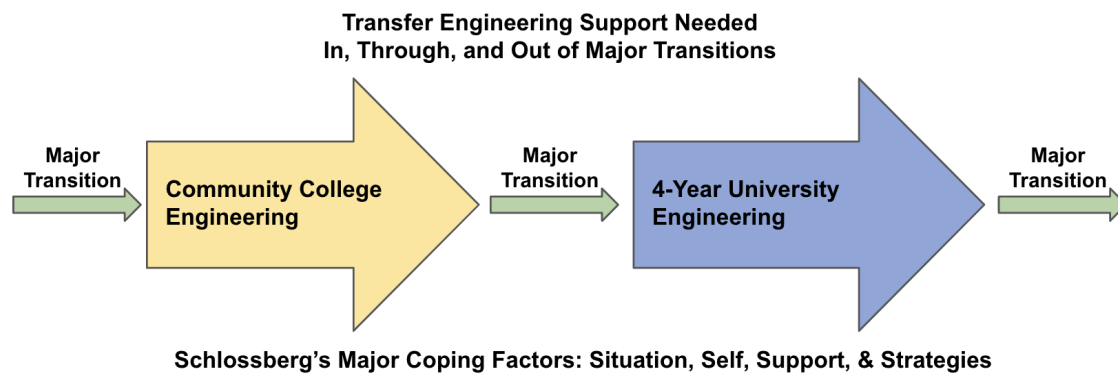 Transfer Engineering Support Needed
In, Through, and Out of Major Transitions
Major
Transition
Community College
Engineering
Major
Transition
4-Year University
Engineering
Major
Transition
Schlossberg’s Major Coping Factors: Situation, Self, Support, & Strategies